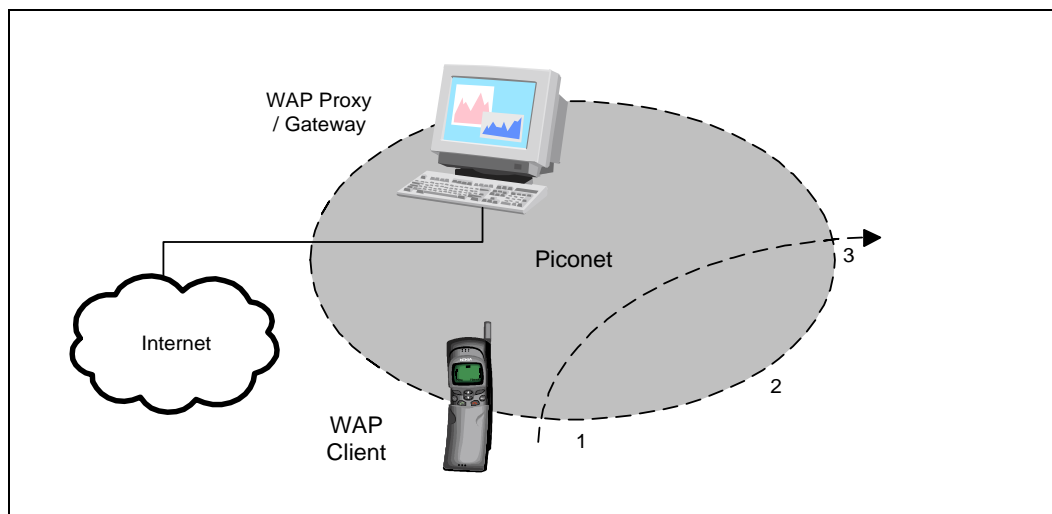 WAP Proxy
/ Gateway
Piconet
3
Internet
2
WAP
Client
1